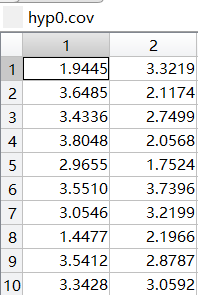 hyp0.cov
1 2
1 1.9445 3.3219
2 3.6485 2.1174
3 3.4336 2.7499
4 3.8048 2.0568
5 2.9655 1.7524
6 3.5510 3.7396
7 3.0546 3.2199
8 1.4477 2.1966
9 3.5412 2.8787
10 3.3428 3.0592